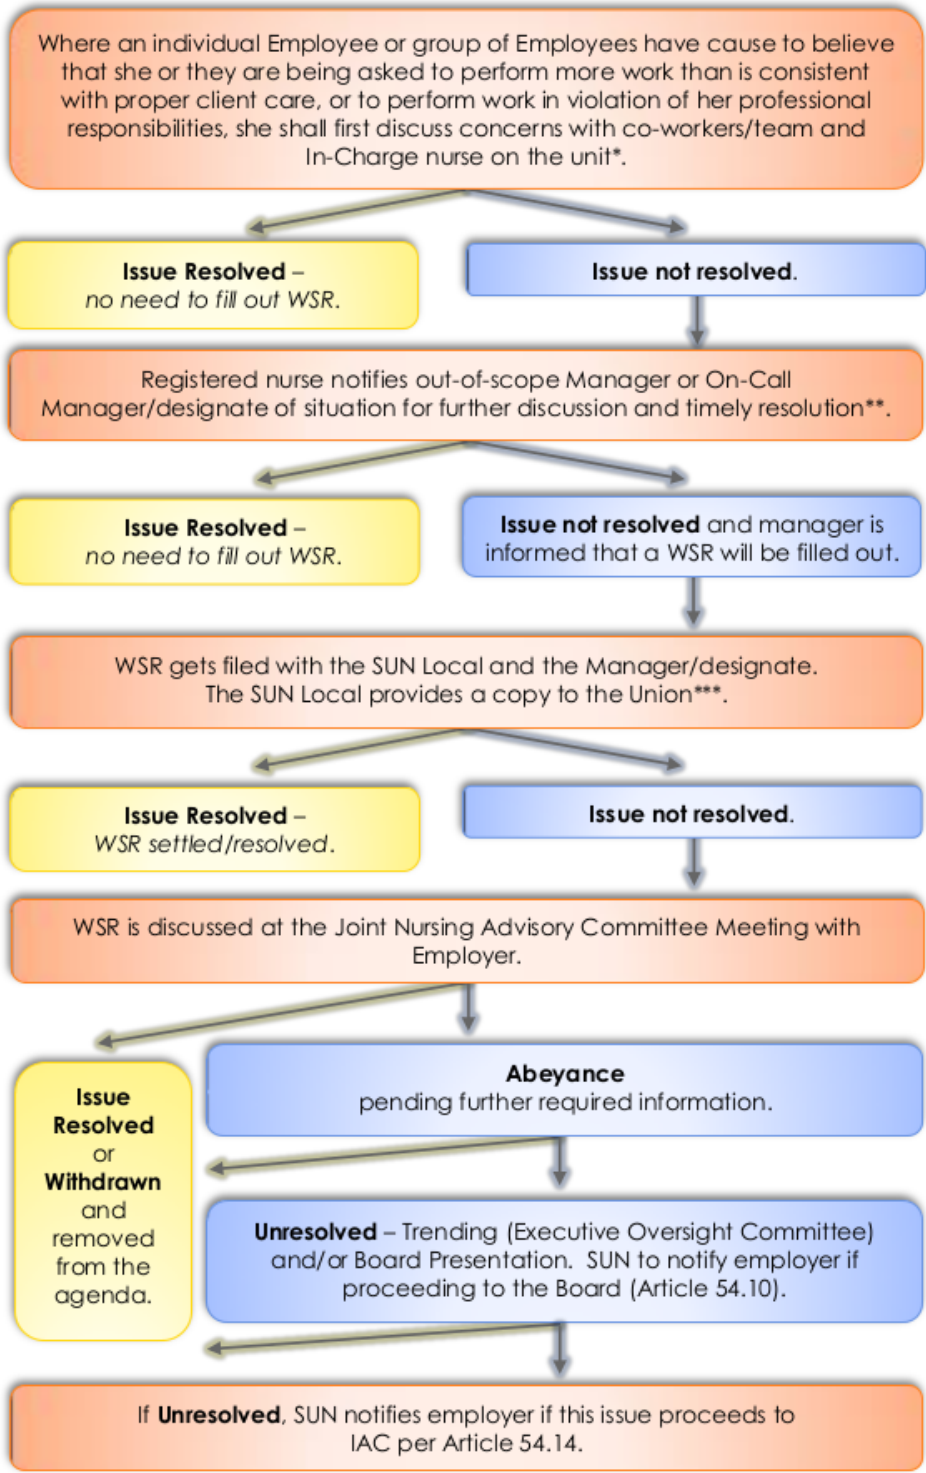 Where an individual Employee or group of Employees have cause to believe
that she or they are being asked to perform more work than is consistent
with proper client care, or to perform work in violation of her professional
responsibilities, she shall first discuss concerns with co-workers/team and
In-Charge nurse on the unit*.
Issue Resolved –
no need to fill out WSR.
Issue not resolved.
Registered nurse notifies out-of-scope Manager or On-Call
Manager/designate of situation for further discussion and timely resolution**.
Issue Resolved –
no need to fill out WSR.
Issue not resolved and manager is
informed that a WSR will be filled out.
WSR gets filed with the SUN Local and the Manager/designate.
The SUN Local provides a copy to the Union***.
Issue Resolved –
WSR settled/resolved.
Issue not resolved.
WSR is discussed at the Joint Nursing Advisory Committee Meeting with
Employer.
Issue
Resolved
or
Withdrawn
and
removed
from the
agenda.
Abeyance
pending further required information.
Unresolved – Trending (Executive Oversight Committee)
and/or Board Presentation.  SUN to notify employer if
proceeding to the Board (Article 54.10).
If Unresolved, SUN notifies employer if this issue proceeds to
IAC per Article 54.14.